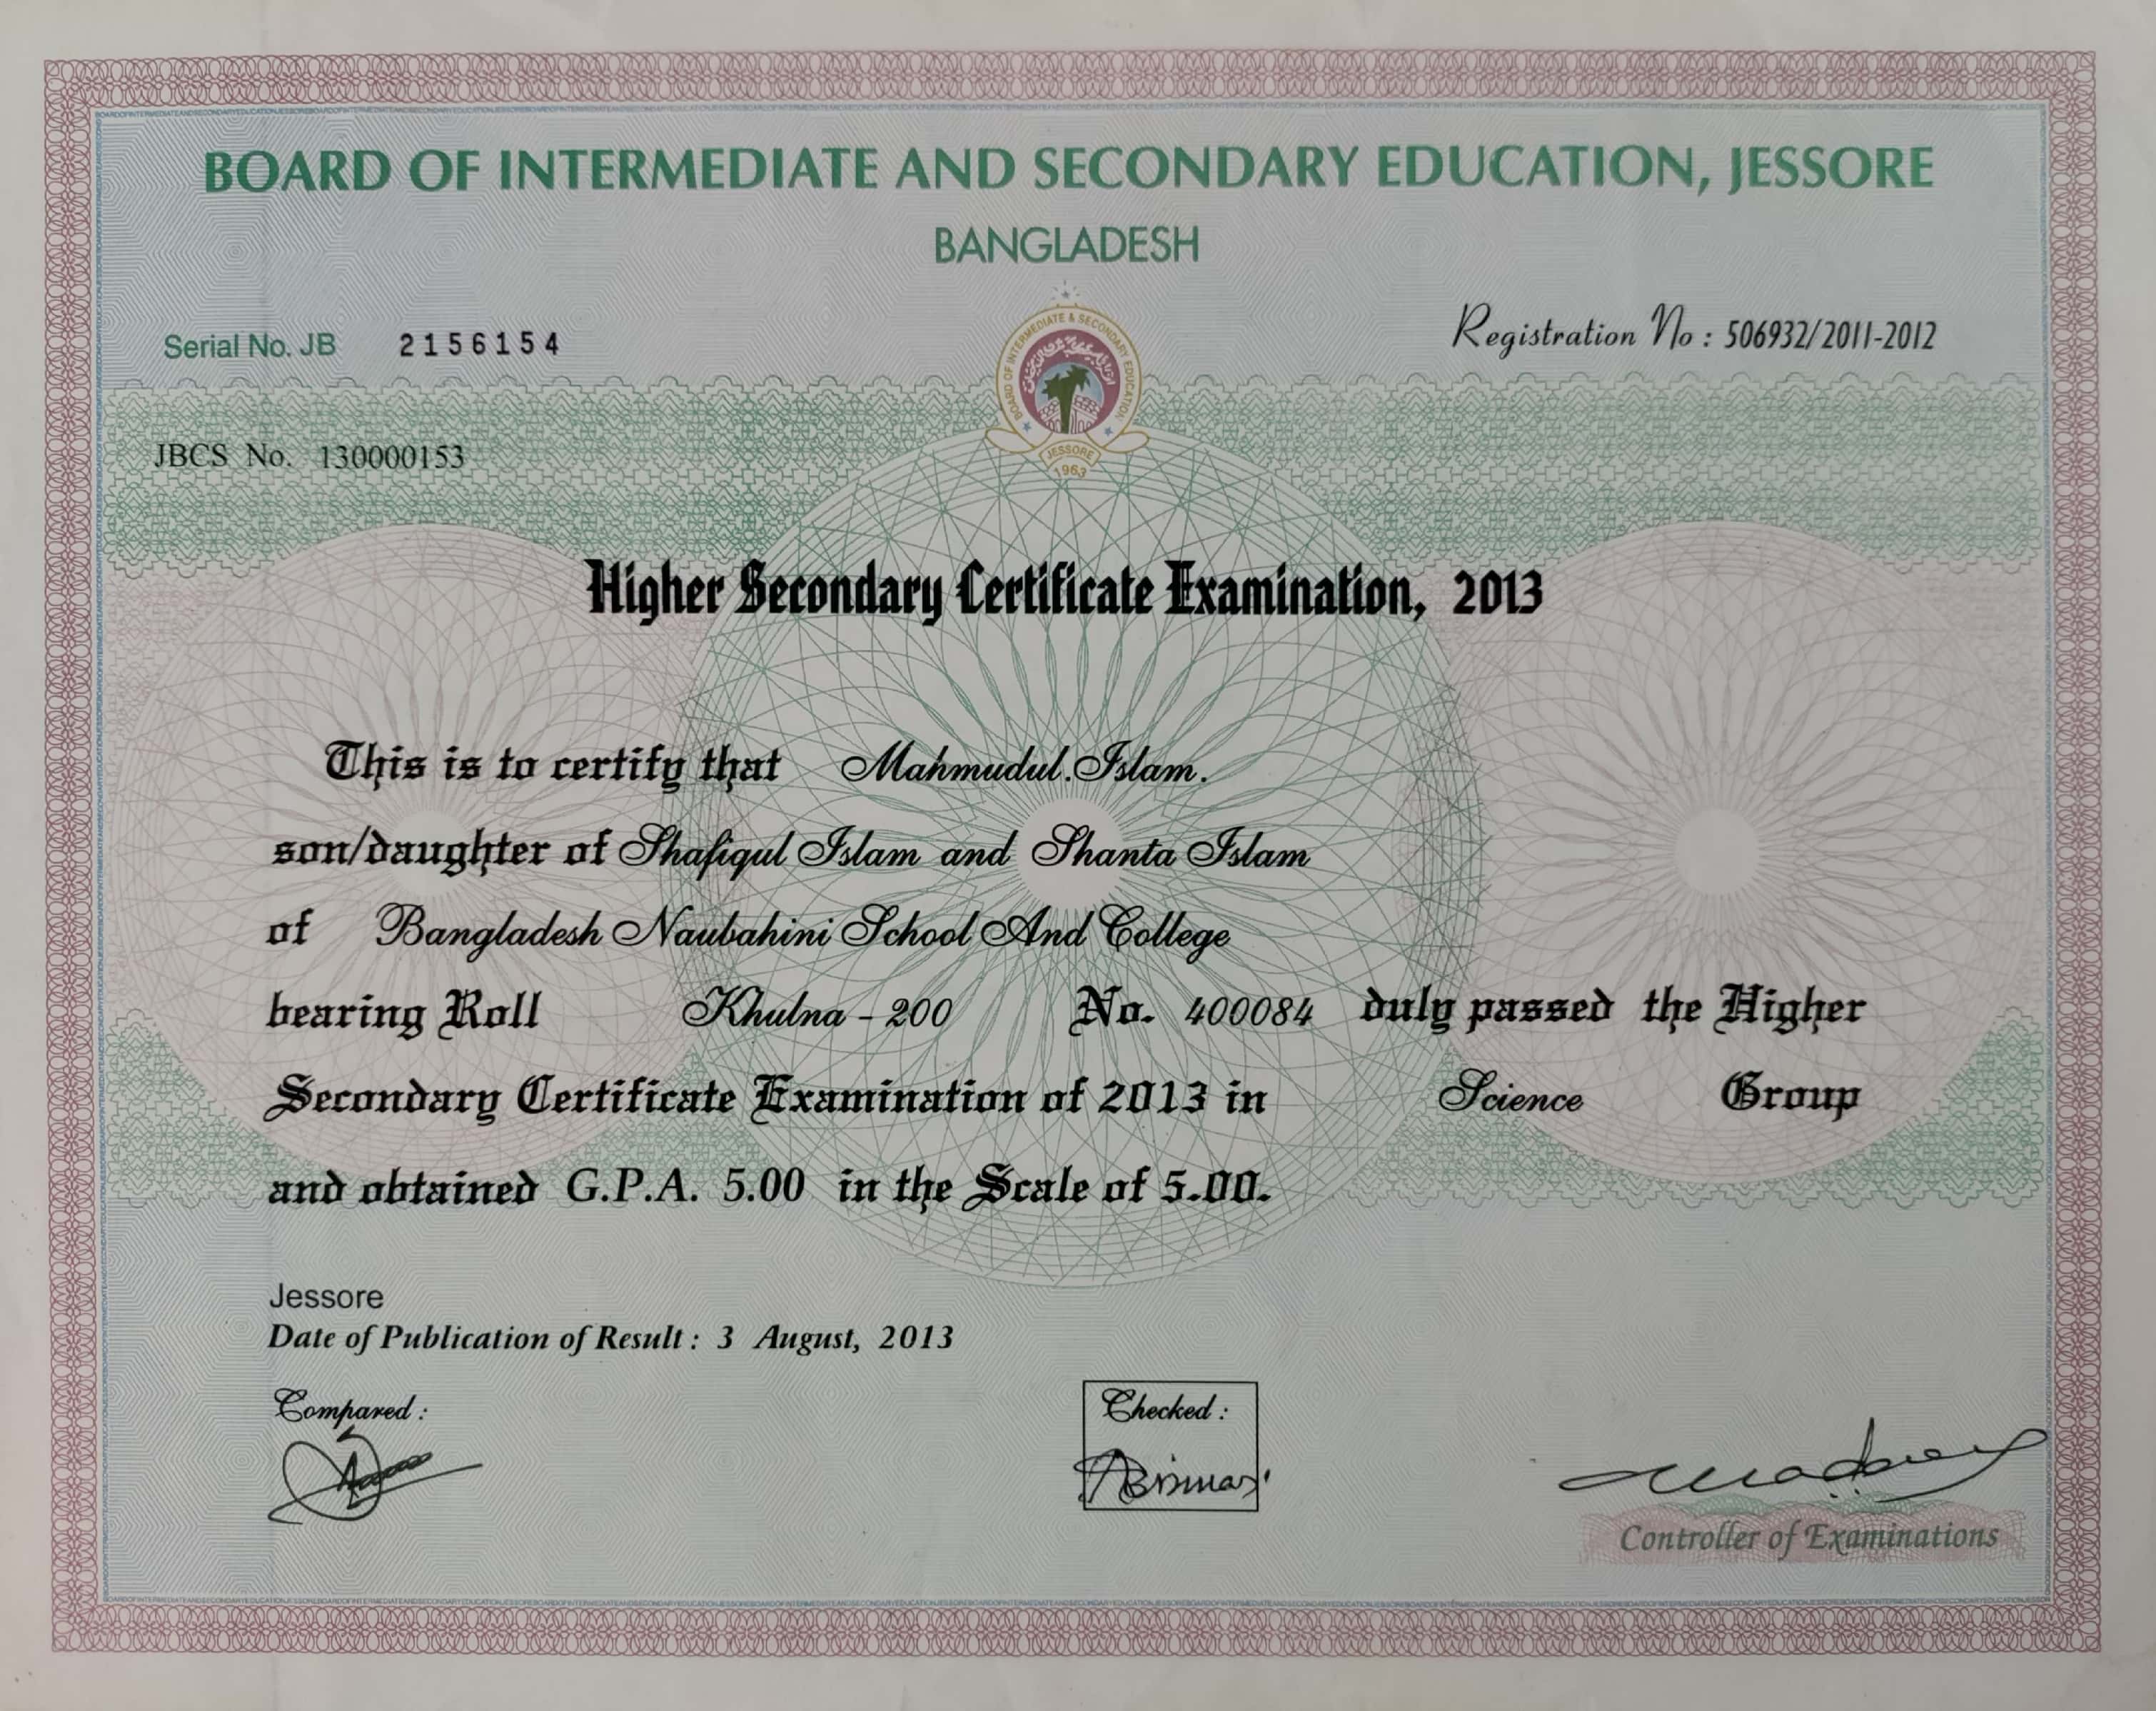 BOARD OF INTERMEDIATE AND SECONDARY EDUCATION, JESSORE
BANGLADESH
Serial No. JB 2156154
Registration No : 506932/2011-2012
BOARD OF INTERMEDIATE & SECONDARY EDUCATION
JESSORE
1963
JBCS No. 130000153
Higher Secondary Certificate Examination, 2013
This is to certify that Mahmudul.Islam.
son/daughter of Shafiqul Islam and Shanta Islam
of Bangladesh Naubahini School And College
bearing Roll Khulna - 200 No. 400084 duly passed the Higher
Secondary Certificate Examination of 2013 in Science Group
and obtained G.P.A. 5.00 in the Scale of 5.00.
Jessore
Date of Publication of Result : 3 August, 2013
Compared :
Checked :
Controller of Examinations